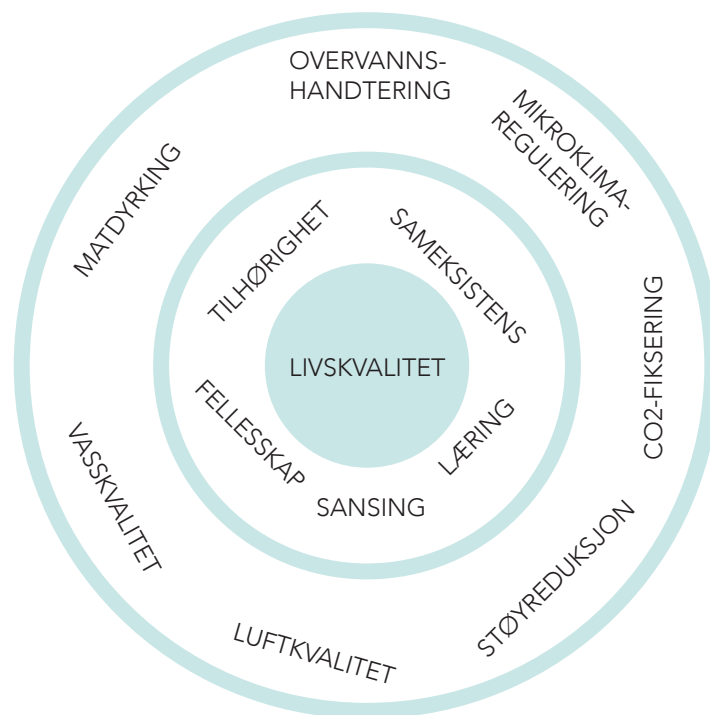 OVERVANNS-
HANDTERING
MIKROKLIMA-
REGULERING
MATDYRKING
TILHØRIGHET
SAMEKSISTENS
CO2-FIKSERING
LIVSKVALITET
FELLESSKAP
LÆRING
VASSKVALITET
SANSING
STØYREDUKSJON
LUFTKVALITET